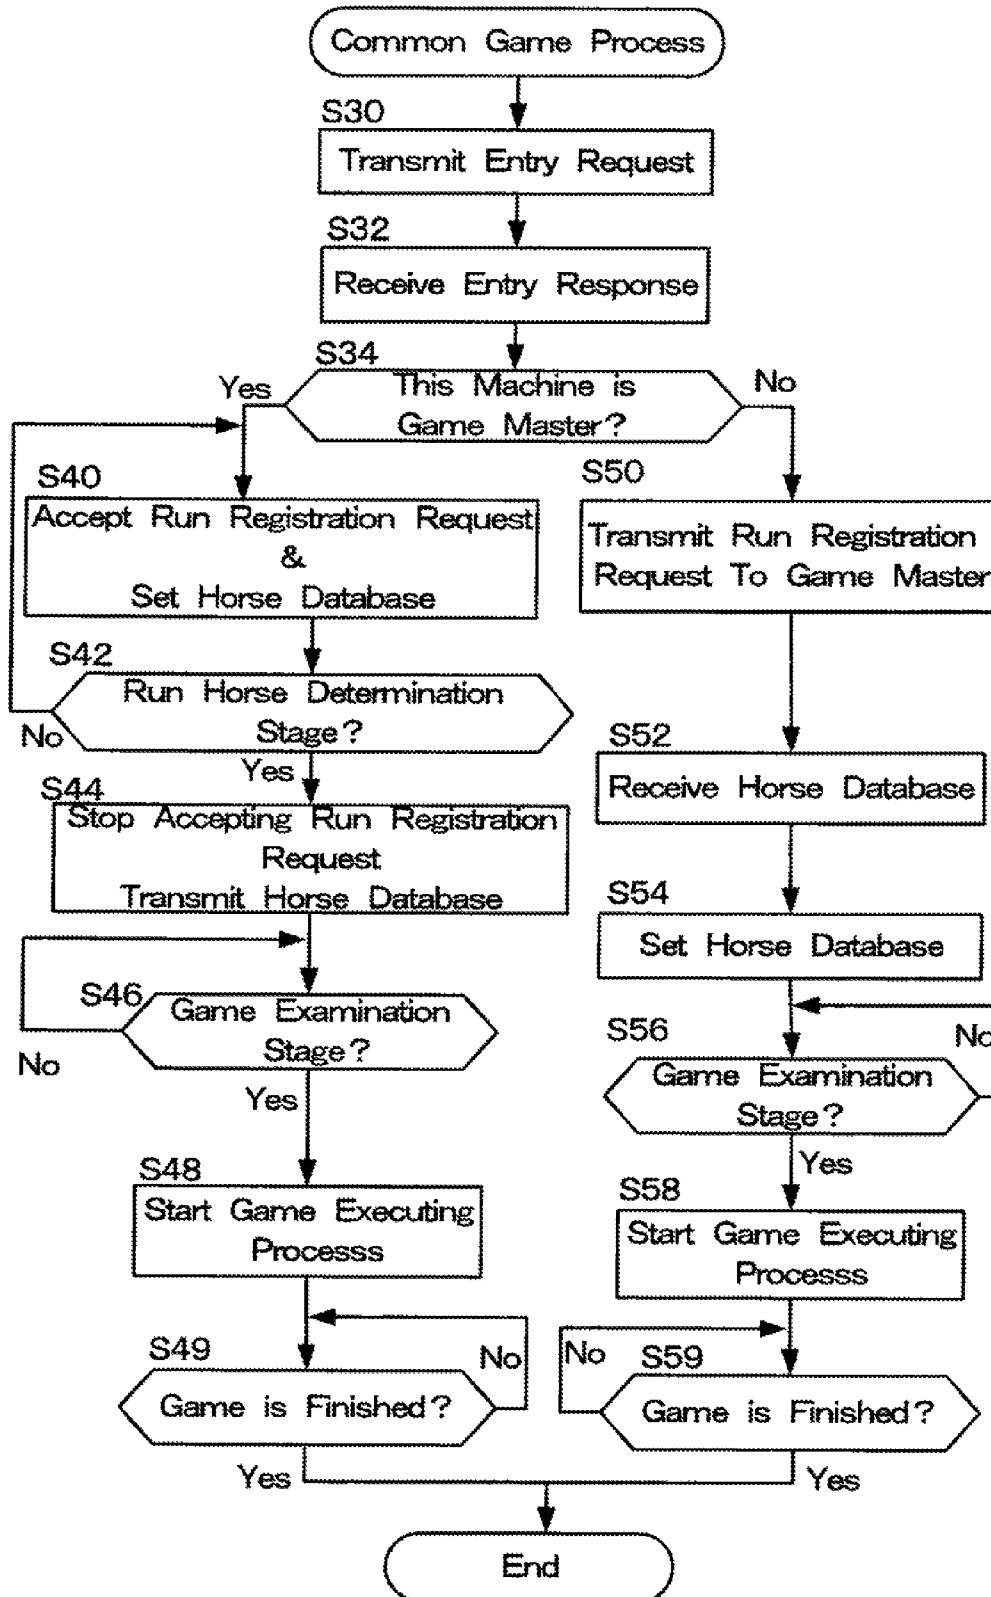 Common Game Process
S30
Transmit Entry Request
S32
Receive Entry Response
S34
Yes
This Machine is
Game Master?
No
S40
Accept Run Registration Request
&
Set Horse Database
S42
Run Horse Determination
Stage?
No
Yes
S44
Stop Accepting Run Registration
Request
Transmit Horse Database
S46
Game Examination
Stage?
No
Yes
S48
Start Game Executing
Processs
S49
No
Game is Finished?
Yes
S50
Transmit Run Registration
Request To Game Master
S52
Receive Horse Database
S54
Set Horse Database
S56
No
Game Examination
Stage?
Yes
S58
Start Game Executing
Processs
No
S59
Game is Finished?
Yes
End